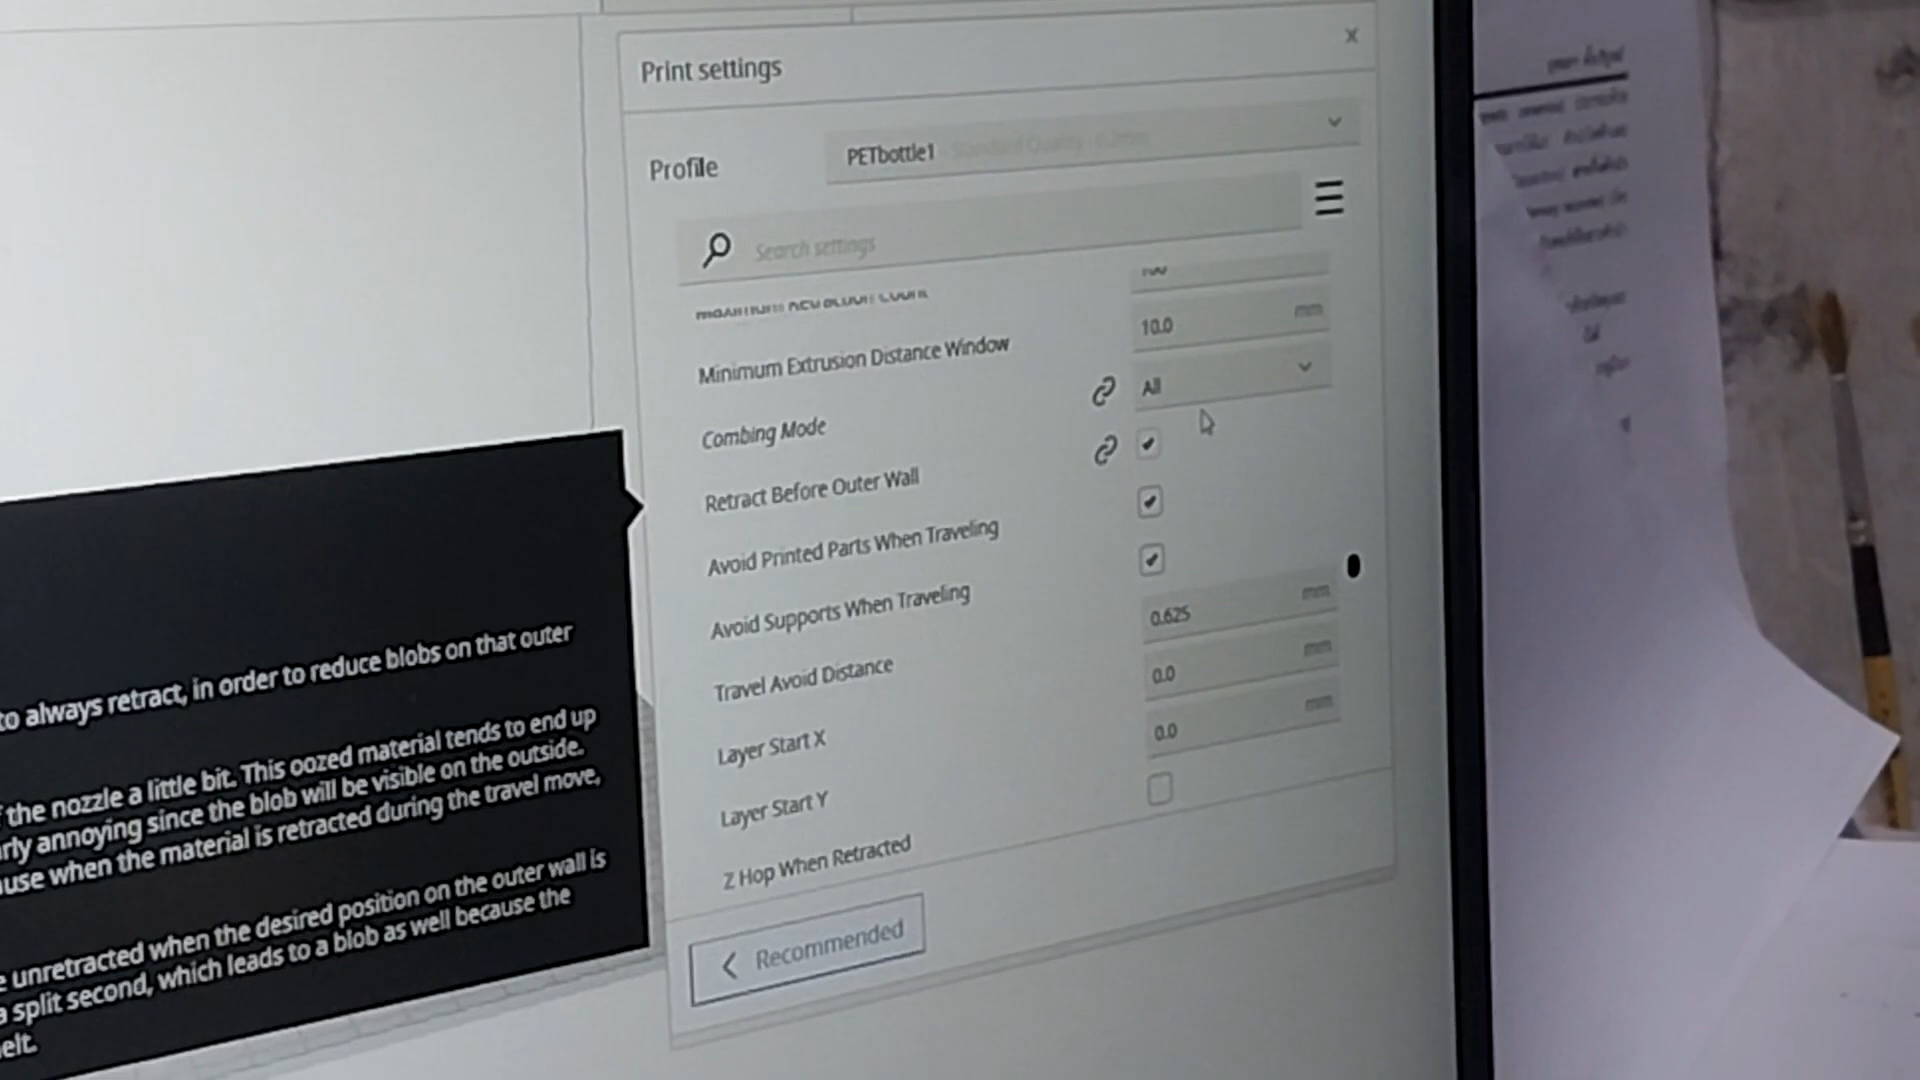 Print settings
Profile
PETbottle1 - Standard Quality - 0.2mm
Search settings
Minimum Extrusion Distance Window
10.0 mm
Combing Mode
All
Retract Before Outer Wall
Avoid Printed Parts When Traveling
Avoid Supports When Traveling
Travel Avoid Distance
0.625 mm
Layer Start X
0.0 mm
Layer Start Y
0.0 mm
Z Hop When Retracted
Recommended
to always retract, in order to reduce blobs on that outer
the nozzle a little bit. This oozed material tends to end up
annoying since the blob will be visible on the outside.
when the material is retracted during the travel move,
unretracted when the desired position on the outer wall is
a split second, which leads to a blob as well because the